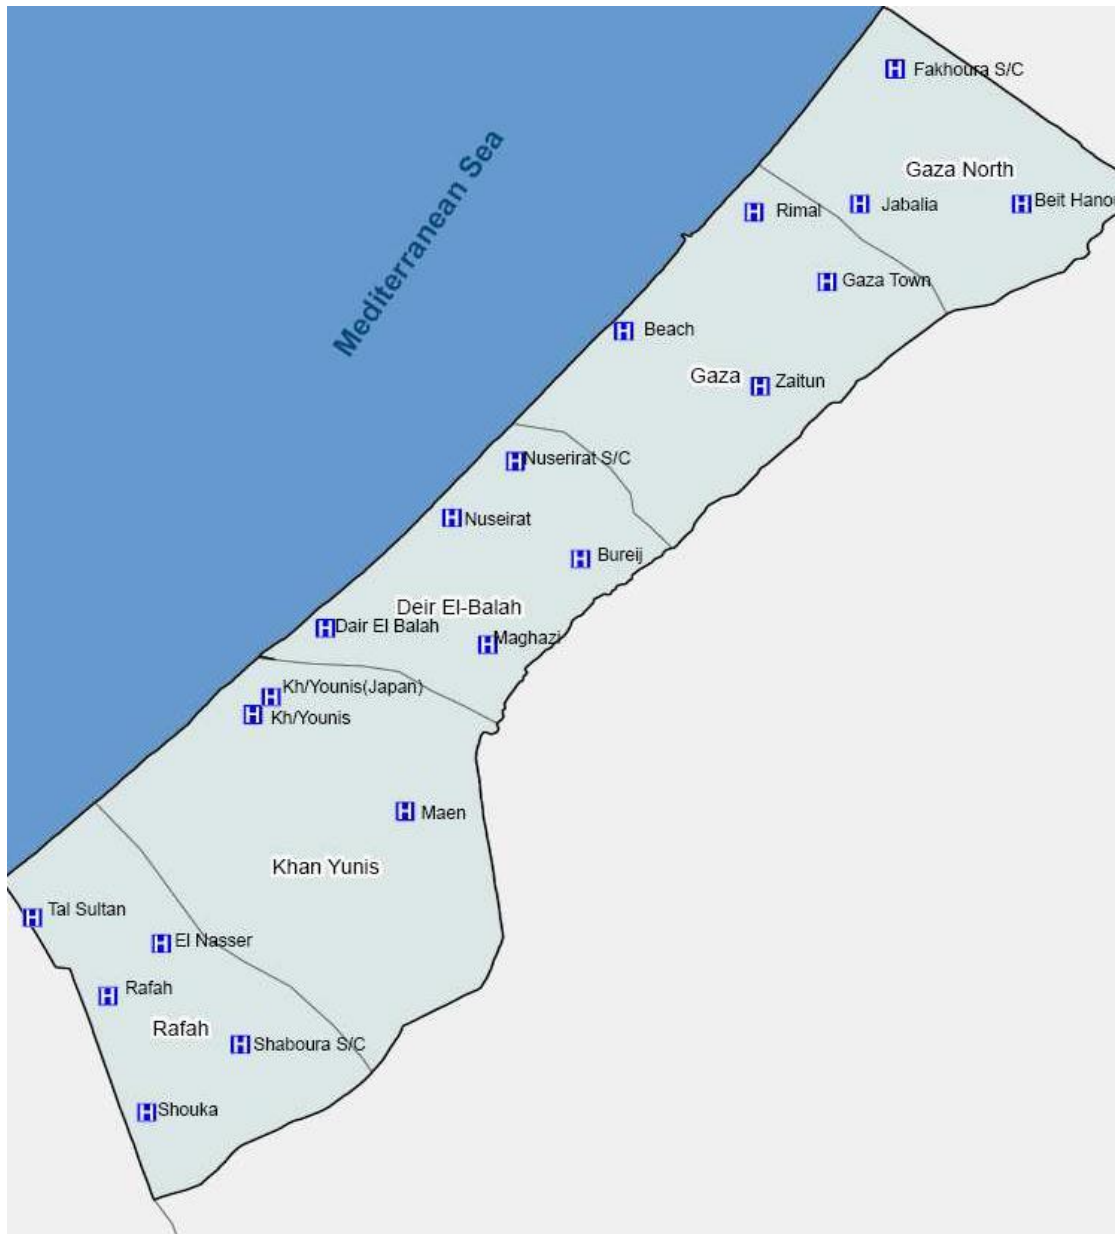 Fakhoura S/C
Mediterranean Sea
Gaza North
Rimal
Jabalia
Beit Hanou
Gaza Town
Beach
Gaza
Zaitun
Nuserirat S/C
Nuseirat
Bureij
Deir El-Balah
Dair El Balah
Maghazi
Kh/Younis(Japan)
Kh/Younis
Maen
Khan Yunis
Tal Sultan
El Nasser
Rafah
Rafah
Shaboura S/C
Shouka